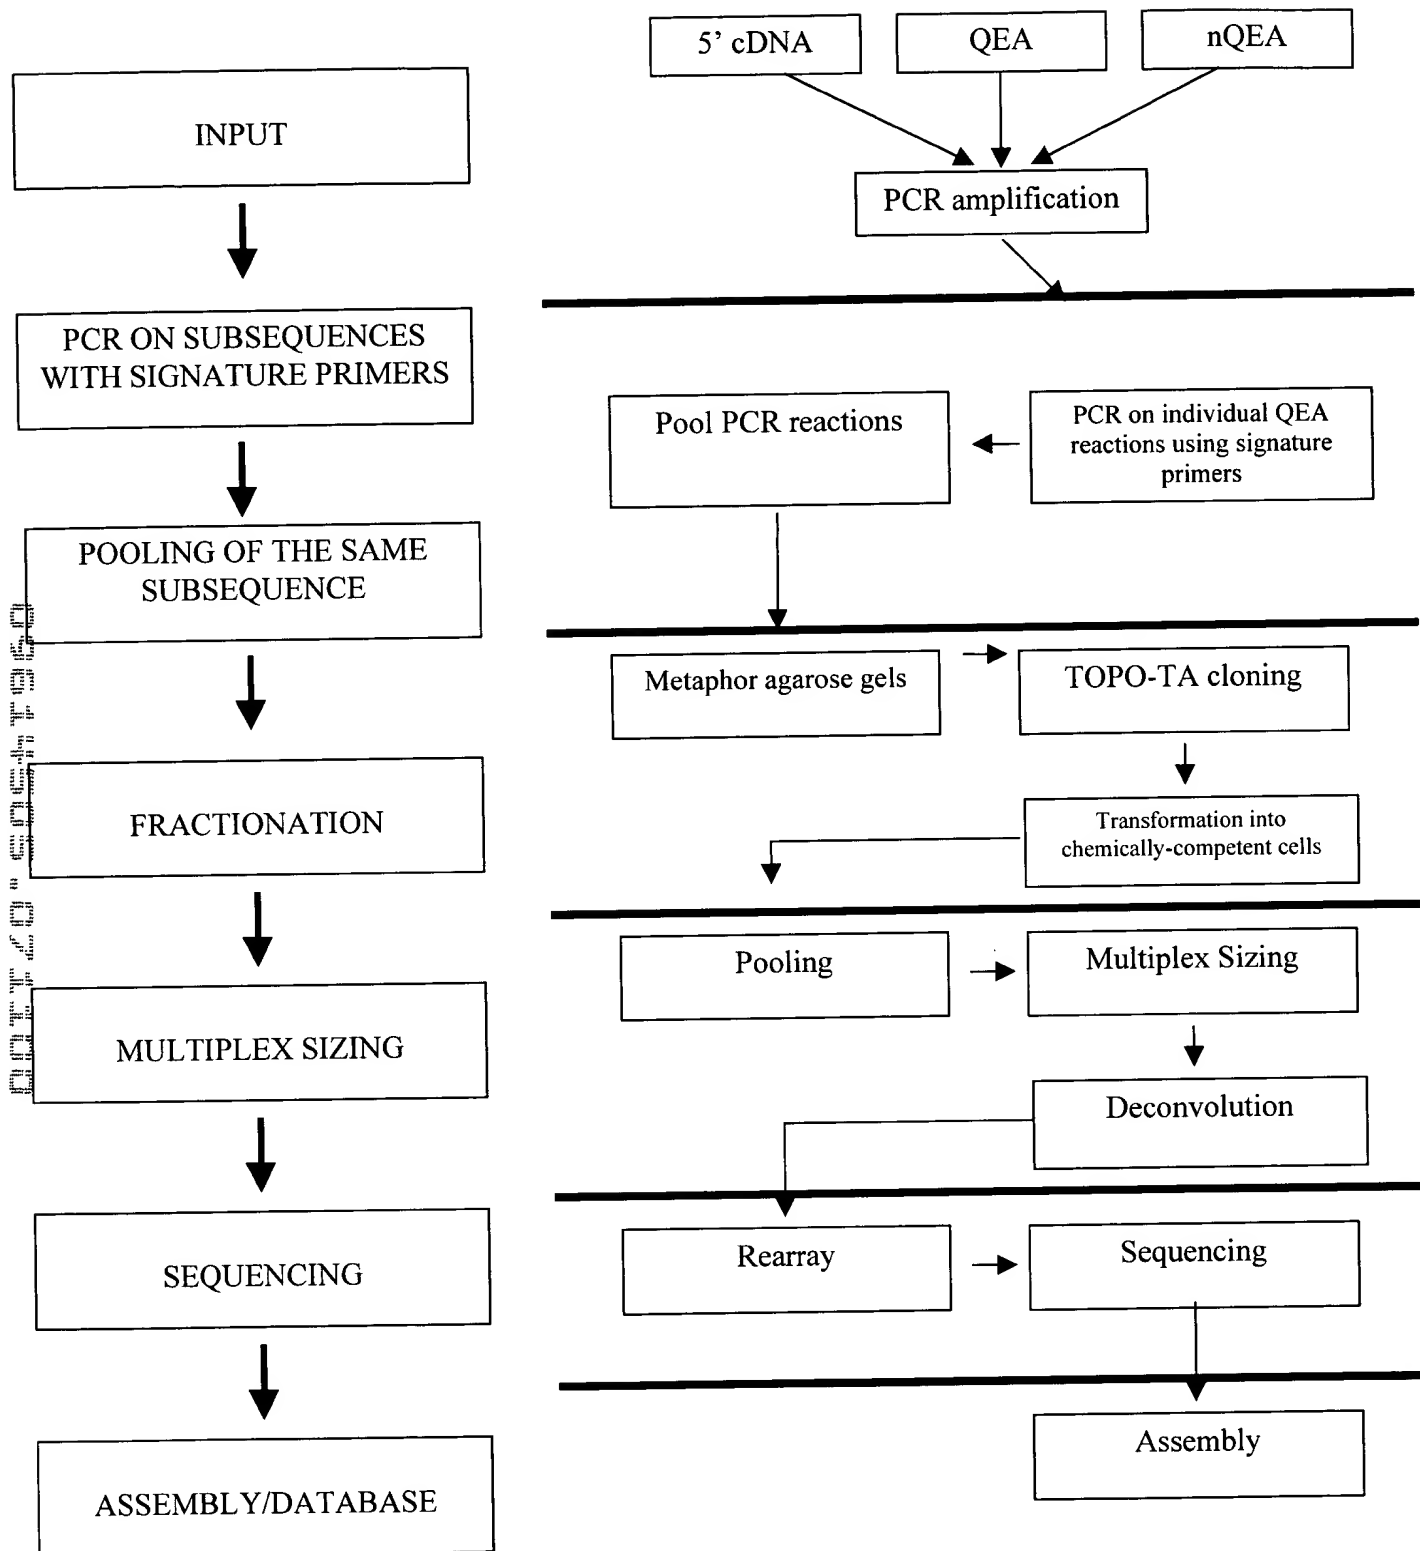 INPUT
PCR ON SUBSEQUENCES
WITH SIGNATURE PRIMERS
POOLING OF THE SAME
SUBSEQUENCE
FRACTIONATION
MULTIPLEX SIZING
SEQUENCING
ASSEMBLY/DATABASE
5' cDNA
QEA
nQEA
PCR amplification
Pool PCR reactions
PCR on individual QEA
reactions using signature
primers
Metaphor agarose gels
TOPO-TA cloning
Transformation into
chemically-competent cells
Pooling
Multiplex Sizing
Deconvolution
Rearray
Sequencing
Assembly